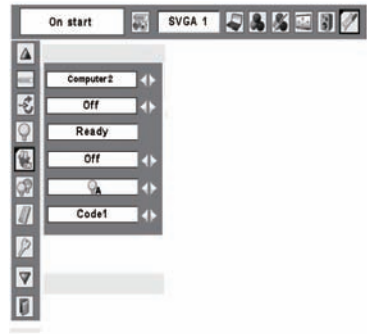 On start
SVGA 1
Computer2
Off
Ready
Off
A
Code1